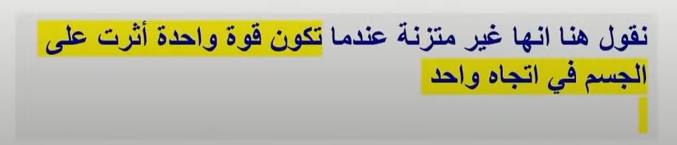 نقول هنا انها غير متزنة عندما تكون قوة واحدة أثرت على
الجسم في اتجاه واحد